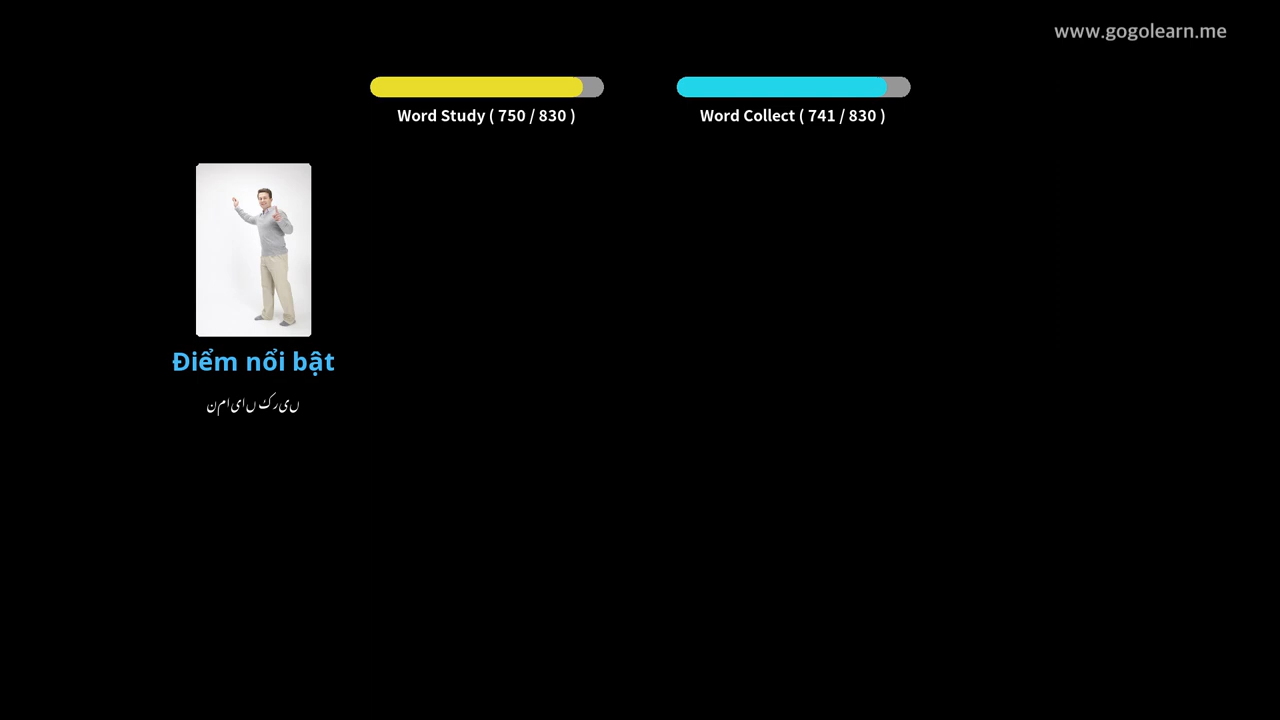 www.gogolearn.me
Word Study ( 750 / 830 )
Word Collect ( 741 / 830 )
Điểm nổi bật
نمایاں کریں